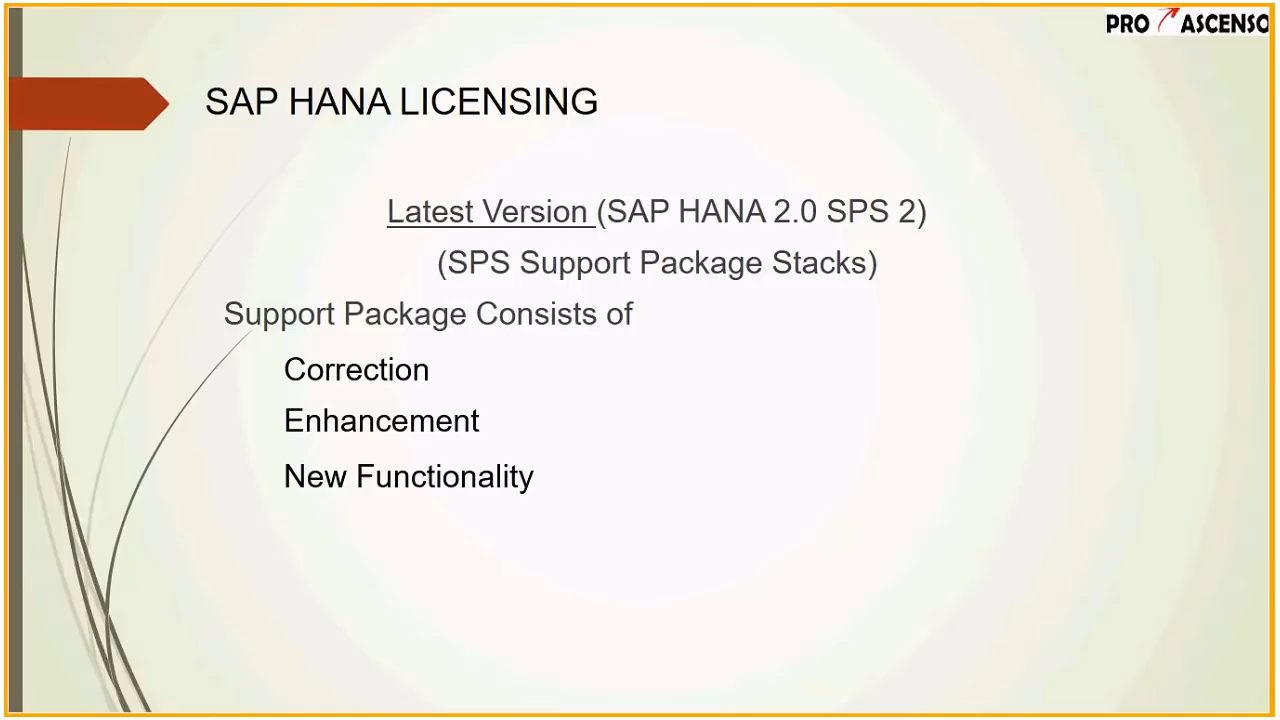 PRO ASCENSO
SAP HANA LICENSING
Latest Version (SAP HANA 2.0 SPS 2)
(SPS Support Package Stacks)
Support Package Consists of
Correction
Enhancement
New Functionality